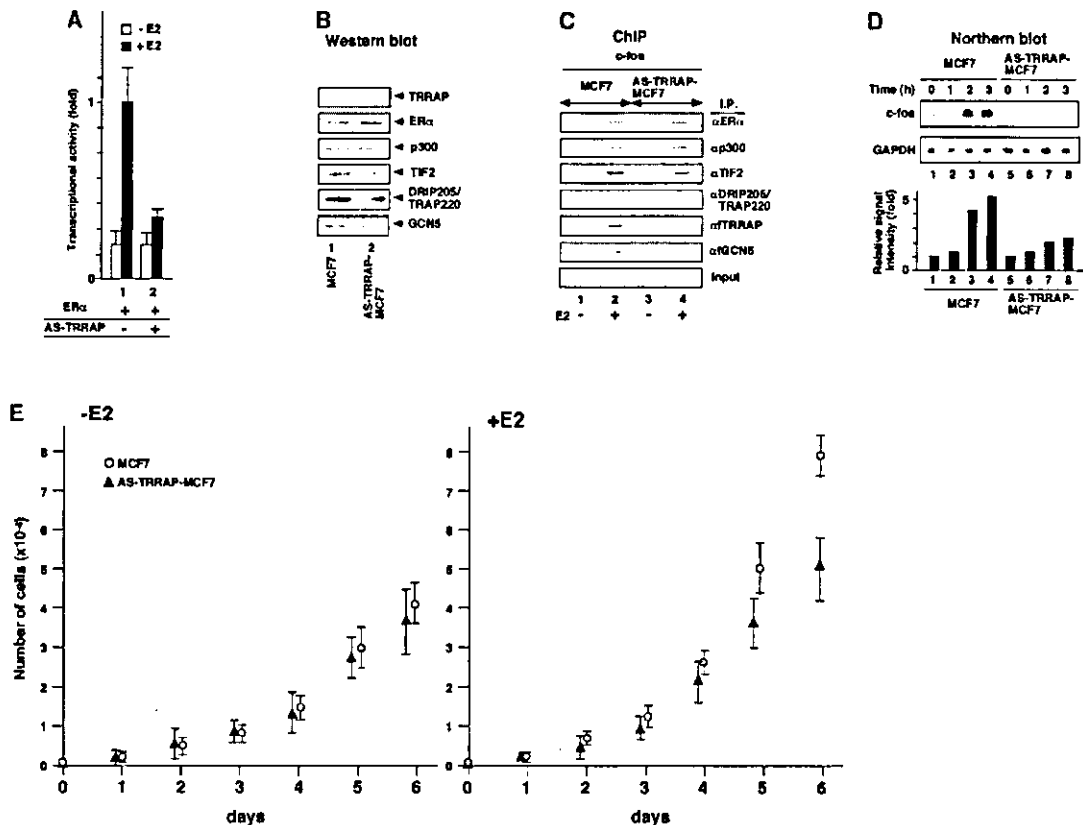 A
- E2
+ E2
Transcriptional activity (fold)
1
0
1 2
ERα + +
AS-TRRAP - +
B
Western blot
TRRAP
ERα
p300
TIF2
DRIP205/
TRAP220
GCN5
1 2
MCF7
AS-TRRAP-
MCF7
C
ChIP
c-fos
MCF7
AS-TRRAP-
MCF7
I.P.
αERα
αp300
αTIF2
αDRIP205/
TRAP220
αfTRRAP
αfGCN5
Input
1 2 3 4
E2 - + - +
D
Northern blot
MCF7
AS-TRRAP-
MCF7
Time (h) 0 1 2 3 0 1 2 3
c-fos
GAPDH
1 2 3 4 5 6 7 8
Relative signal
intensity (fold)
5
0
1 2 3 4 5 6 7 8
MCF7
AS-TRRAP-
MCF7
E
-E2
MCF7
AS-TRRAP-MCF7
Number of cells (x10⁻⁴)
8
7
6
5
4
3
2
1
0
0 1 2 3 4 5 6
days
+E2
8
7
6
5
4
3
2
1
0
0 1 2 3 4 5 6
days